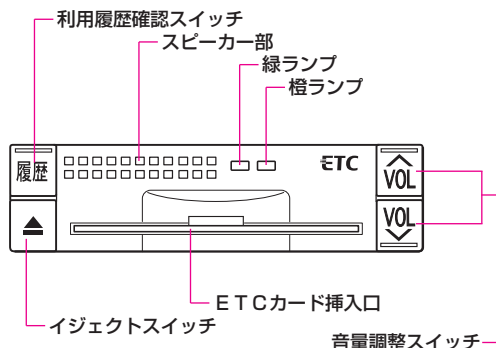 利用履歴確認スイッチ
スピーカー部
緑ランプ
橙ランプ
履歴
ETC
VOL
VOL
ＥＴＣカード挿入口
イジェクトスイッチ
音量調整スイッチ